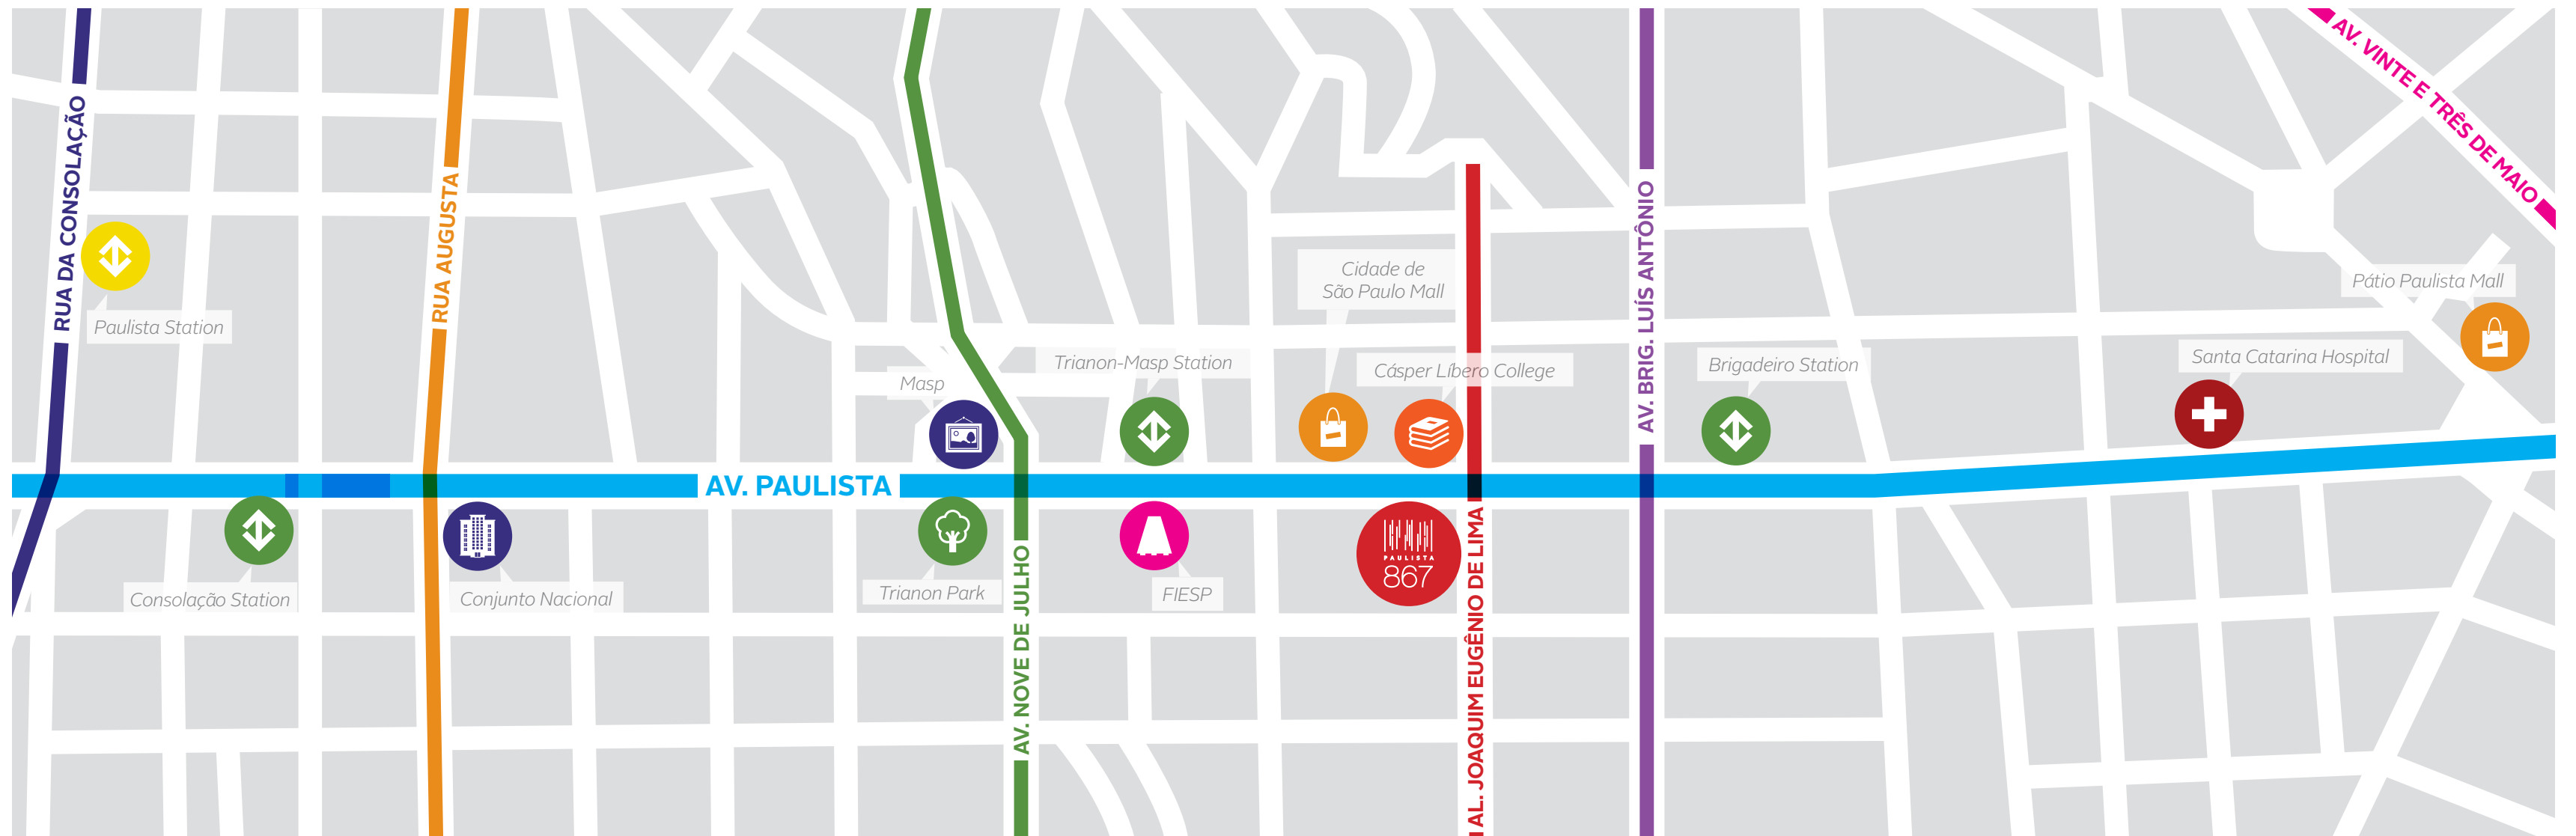 AV. VINTE E TRÊS DE MAIO
RUA DA CONSOLAÇÃO
RUA AUGUSTA
AV. BRIG. LUÍS ANTÔNIO
Cidade de
São Paulo Mall
Pátio Paulista Mall
Paulista Station
Masp
Trianon-Masp Station
Cásper Líbero College
Brigadeiro Station
Santa Catarina Hospital
AV. PAULISTA
PAULISTA
867
Consolação Station
Conjunto Nacional
Trianon Park
FIESP
AV. NOVE DE JULHO
AL. JOAQUIM EUGÊNIO DE LIMA